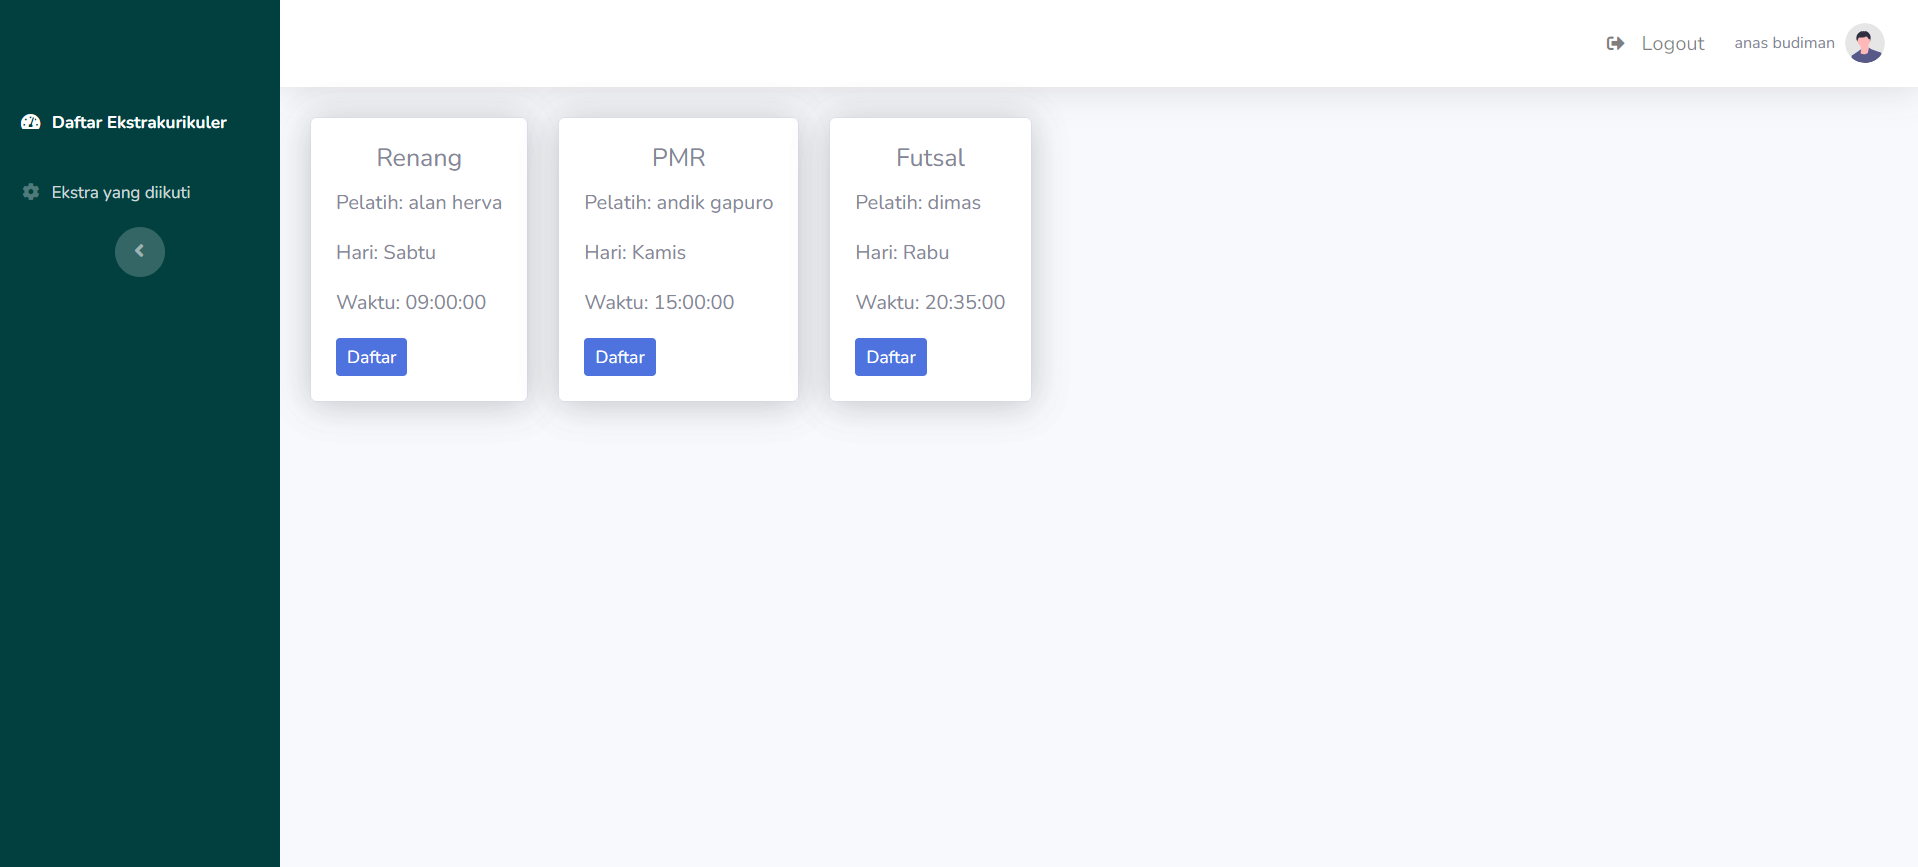 Logout
anas budiman
Daftar Ekstrakurikuler
Ekstra yang diikuti
Renang
Pelatih: alan herva
Hari: Sabtu
Waktu: 09:00:00
Daftar
PMR
Pelatih: andik gapuro
Hari: Kamis
Waktu: 15:00:00
Daftar
Futsal
Pelatih: dimas
Hari: Rabu
Waktu: 20:35:00
Daftar